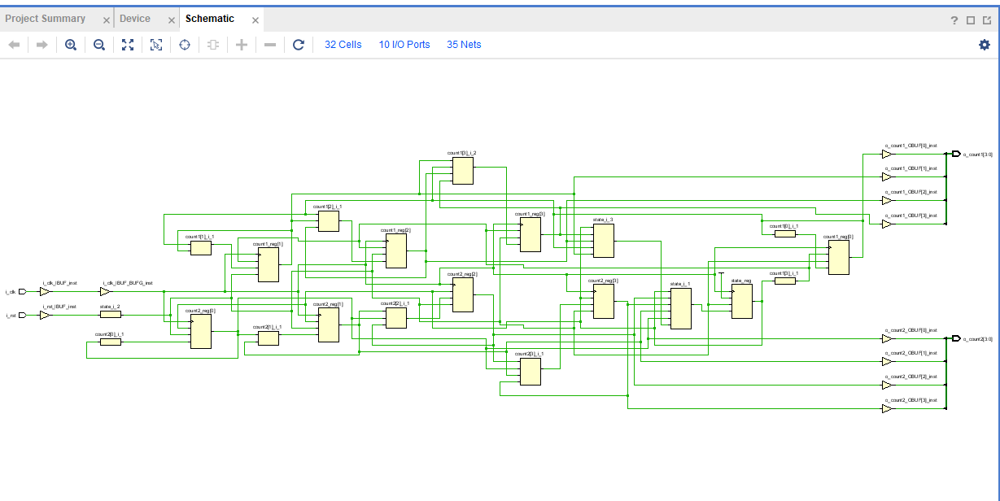 Project Summary
Device
Schematic
32 Cells
10 I/O Ports
35 Nets
o_count1_OBUF[0]_inst
count1[3]_i_2
o_count1[3:0]
o_count1_OBUF[1]_inst
o_count1_OBUF[2]_inst
count1[2]_i_1
count1_reg[3]
o_count1_OBUF[3]_inst
state_i_3
count1[0]_i_1
count1_reg[2]
count1[1]_i_1
count1_reg[0]
count1_reg[1]
count2_reg[2]
count1[3]_i_1
i_clk_IBUF_inst
i_clk_IBUF_BUFG_inst
count2_reg[3]
state_i_1
state_reg
i_clk
i_rst_IBUF_inst
state_i_2
count2_reg[1]
count2[2]_i_1
count2_reg[0]
i_rst
count2[1]_i_1
o_count2_OBUF[0]_inst
count2[0]_i_1
o_count2[3:0]
count2[3]_i_1
o_count2_OBUF[1]_inst
o_count2_OBUF[2]_inst
o_count2_OBUF[3]_inst